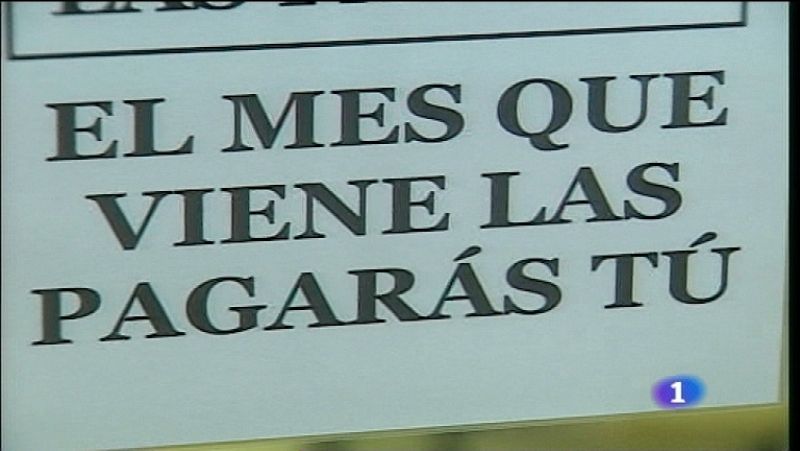 EL MES QUE
VIENE LAS
PAGARÁS TÚ
1